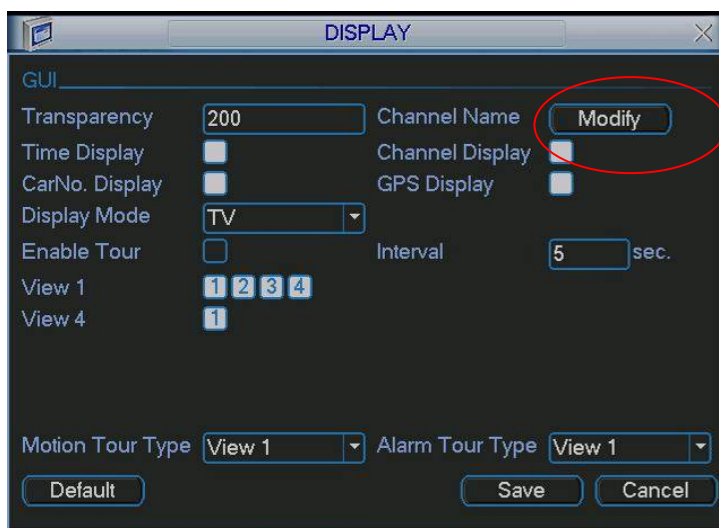 DISPLAY
GUI
Transparency 200 Channel Name Modify
Time Display Channel Display
CarNo. Display GPS Display
Display Mode TV
Enable Tour Interval 5 sec.
View 1 1 2 3 4
View 4 1
Motion Tour Type View 1 Alarm Tour Type View 1
Default Save Cancel